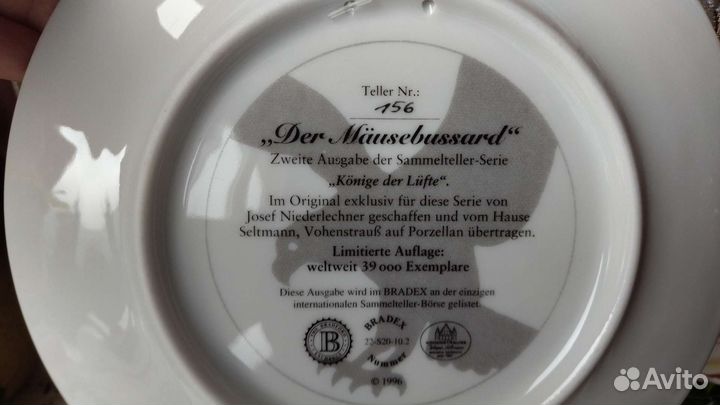 Teller Nr.:
156
„Der Mäusebussard“
Zweite Ausgabe der Sammelteller-Serie
„Könige der Lüfte“.
Im Original exklusiv für diese Serie von
Josef Niederlechner geschaffen und vom Hause
Seltmann, Vohenstrauß auf Porzellan übertragen.
Limitierte Auflage:
weltweit 39 000 Exemplare
Diese Ausgabe wird im BRADEX an der einzigen
internationalen Sammelteller-Börse gelistet.
B
BRADEX
22-S20-10.2
Nummer
© 1996
Avito